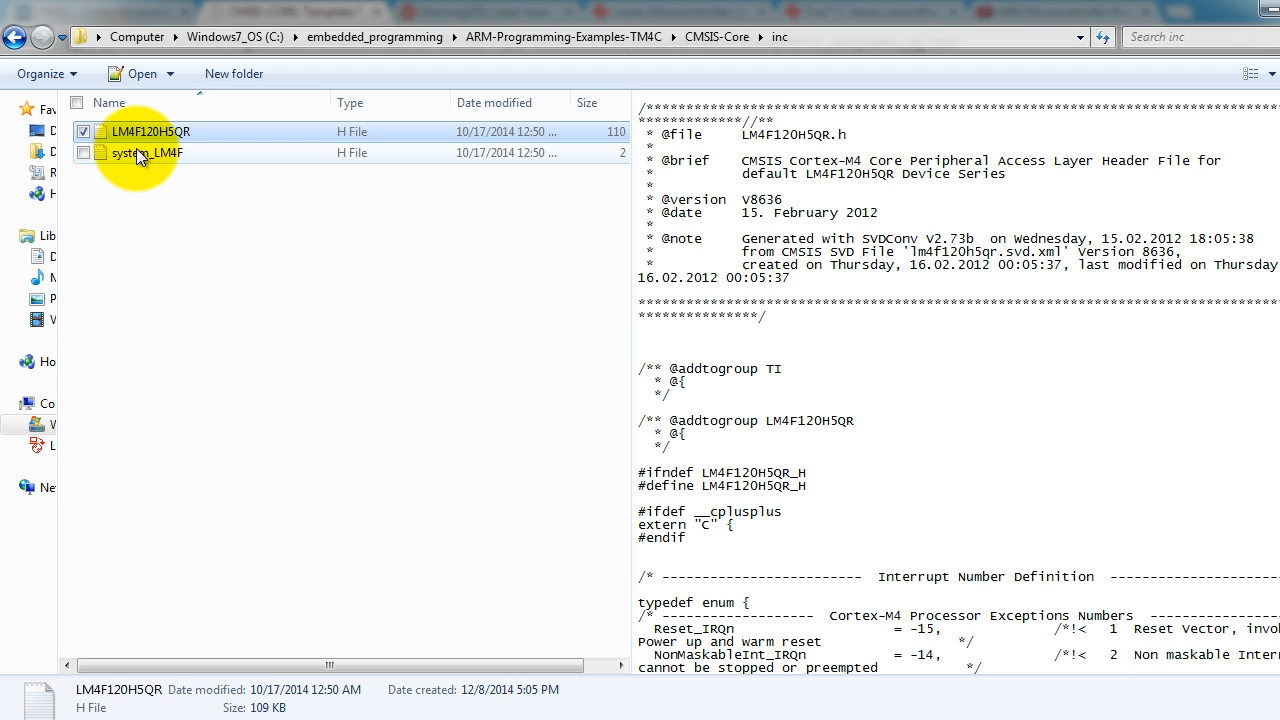 Computer Windows7_OS (C:) embedded_programming ARM-Programming-Examples-TM4C CMSIS-Core inc Search inc
Organize Open New folder
Name Type Date modified Size
LM4F120H5QR H File 10/17/2014 12:50 ... 110
system_LM4F H File 10/17/2014 12:50 ... 2
Fav
D
D
R
H
Lib
D
M
P
V
Ho
Co
W
L
Ne
/****************************************************************************
*************//**
* @file LM4F120H5QR.h
*
* @brief CMSIS Cortex-M4 Core Peripheral Access Layer Header File for
* default LM4F120H5QR Device Series
*
* @version V8636
* @date 15. February 2012
*
* @note Generated with SVDConv V2.73b on Wednesday, 15.02.2012 18:05:38
* from CMSIS SVD File 'lm4f120h5qr.svd.xml' Version 8636,
* created on Thursday, 16.02.2012 00:05:37, last modified on Thursday
16.02.2012 00:05:37
*****************************************************************************
***************/
/** @addtogroup TI
* @{
*/
/** @addtogroup LM4F120H5QR
* @{
*/
#ifndef LM4F120H5QR_H
#define LM4F120H5QR_H
#ifdef __cplusplus
extern "C" {
#endif
/* ------------------------- Interrupt Number Definition ---------------------
typedef enum {
/* ------------------- Cortex-M4 Processor Exceptions Numbers ----------------
Reset_IRQn = -15, /*!< 1 Reset Vector, invo
Power up and warm reset */
NonMaskableInt_IRQn = -14, /*!< 2 Non maskable Inter
cannot be stopped or preempted */
LM4F120H5QR Date modified: 10/17/2014 12:50 AM Date created: 12/8/2014 5:05 PM
H File Size: 109 KB